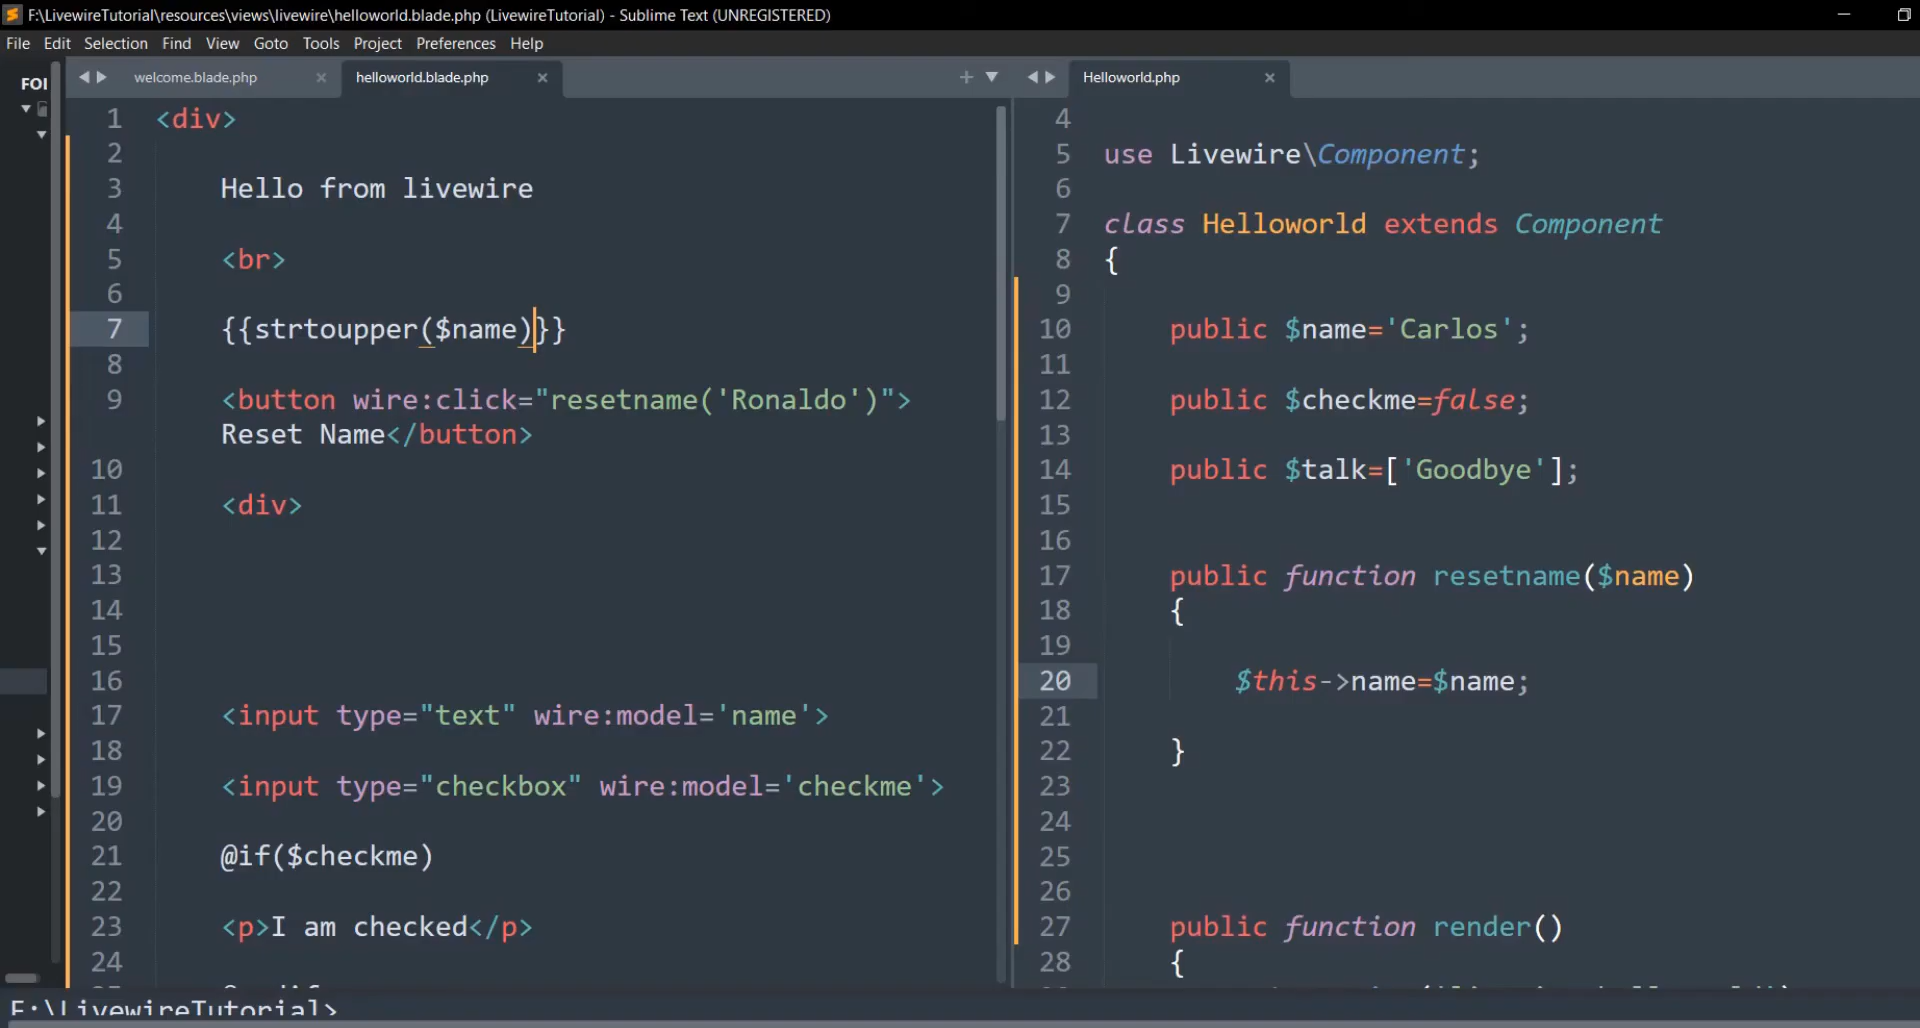 F:\LivewireTutorial\resources\views\livewire\helloworld.blade.php (LivewireTutorial) - Sublime Text (UNREGISTERED)
File Edit Selection Find View Goto Tools Project Preferences Help
FOI
welcome.blade.php × helloworld.blade.php ×
1 <div>
2
3 Hello from livewire
4
5 <br>
6
7 {{strtoupper($name)}}
8
9 <button wire:click="resetname('Ronaldo')">
Reset Name</button>
10
11 <div>
12
13
14
15
16
17 <input type="text" wire:model='name'>
18
19 <input type="checkbox" wire:model='checkme'>
20
21 @if($checkme)
22
23 <p>I am checked</p>
24
Helloworld.php ×
4
5 use Livewire\Component;
6
7 class Helloworld extends Component
8 {
9
10 public $name='Carlos';
11
12 public $checkme=false;
13
14 public $talk=['Goodbye'];
15
16
17 public function resetname($name)
18 {
19
20 $this->name=$name;
21
22 }
23
24
25
26
27 public function render()
28 {
F:\LivewireTutorial>